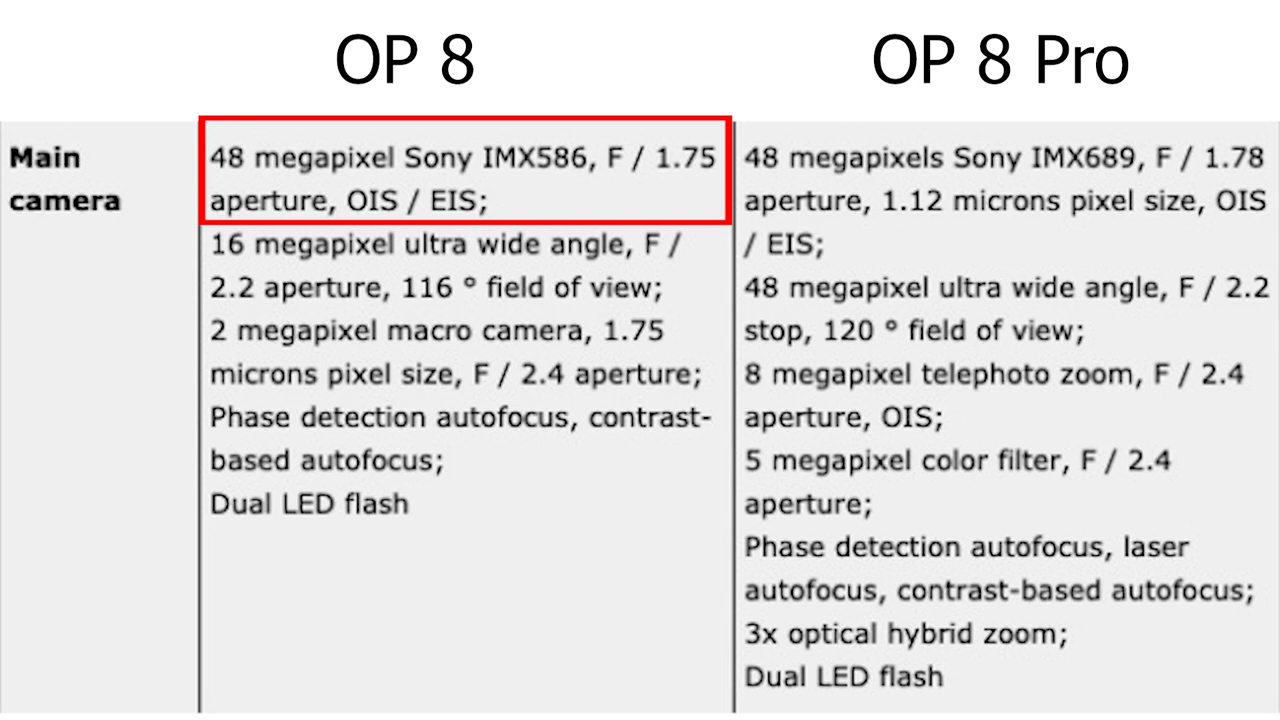 OP 8
OP 8 Pro
Main
camera
48 megapixel Sony IMX586, F / 1.75
aperture, OIS / EIS;
16 megapixel ultra wide angle, F /
2.2 aperture, 116 ° field of view;
2 megapixel macro camera, 1.75
microns pixel size, F / 2.4 aperture;
Phase detection autofocus, contrast-
based autofocus;
Dual LED flash
48 megapixels Sony IMX689, F / 1.78
aperture, 1.12 microns pixel size, OIS
/ EIS;
48 megapixel ultra wide angle, F / 2.2
stop, 120 ° field of view;
8 megapixel telephoto zoom, F / 2.4
aperture, OIS;
5 megapixel color filter, F / 2.4
aperture;
Phase detection autofocus, laser
autofocus, contrast-based autofocus;
3x optical hybrid zoom;
Dual LED flash